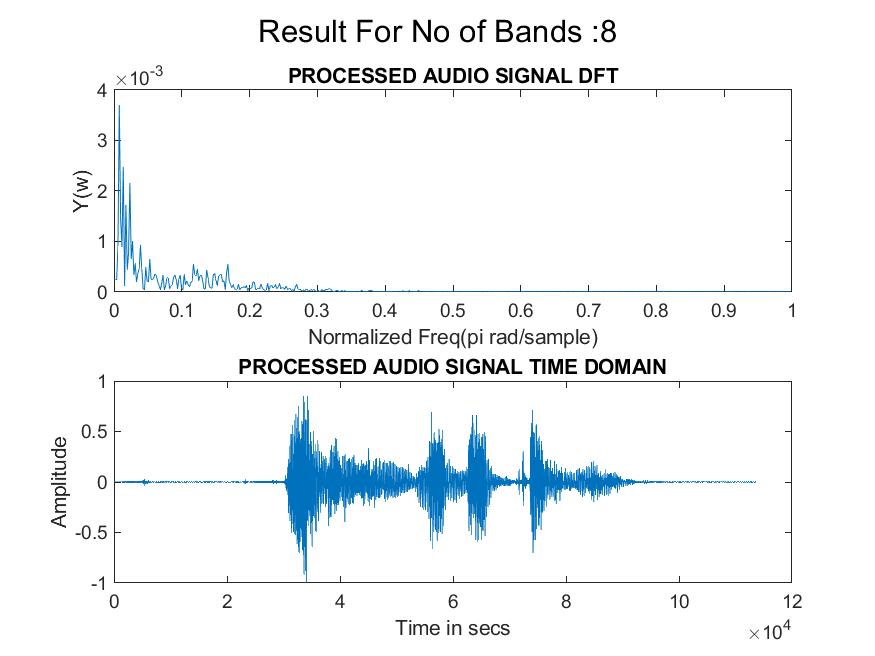 Result For No of Bands :8
×10^-3
PROCESSED AUDIO SIGNAL DFT
4
3
2
1
0
Y(w)
0 0.1 0.2 0.3 0.4 0.5 0.6 0.7 0.8 0.9 1
Normalized Freq(pi rad/sample)
PROCESSED AUDIO SIGNAL TIME DOMAIN
1
0.5
0
-0.5
-1
Amplitude
0 2 4 6 8 10 12
Time in secs
×10^4